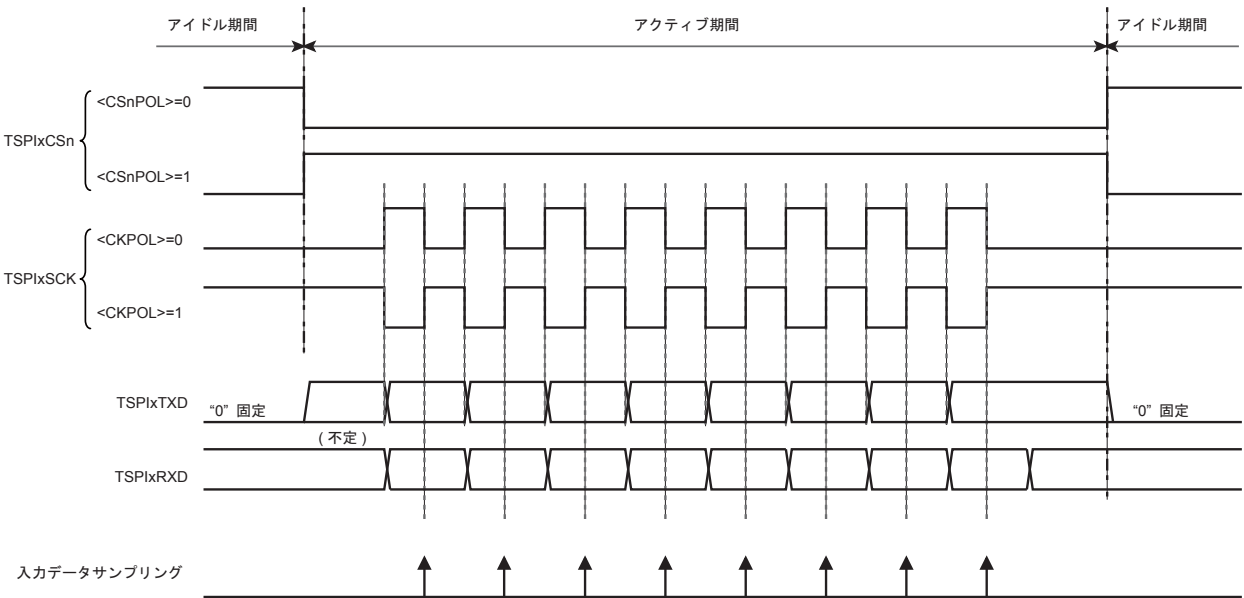 アイドル期間
アクティブ期間
アイドル期間
<CSnPOL>=0
TSPIxCSn
<CSnPOL>=1
<CKPOL>=0
TSPIxSCK
<CKPOL>=1
TSPIxTXD
“0” 固定
“0” 固定
( 不定 )
TSPIxRXD
入力データサンプリング